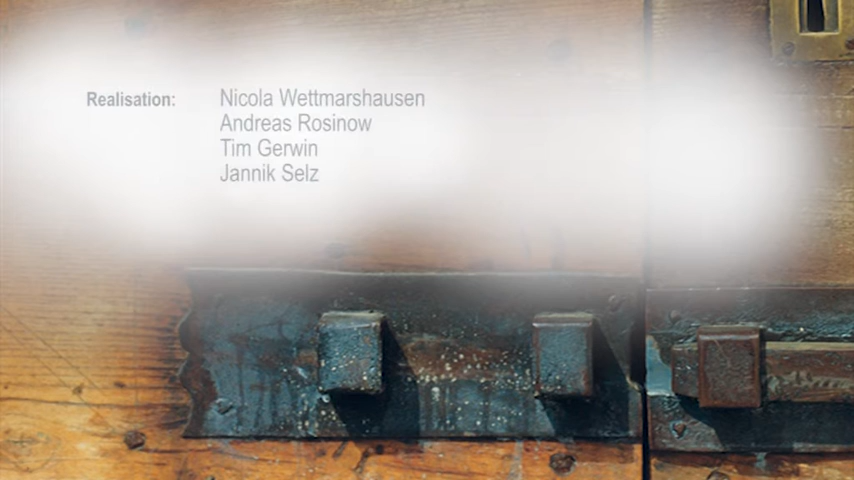 Realisation: Nicola Wettmarshausen
Andreas Rosinow
Tim Gerwin
Jannik Selz